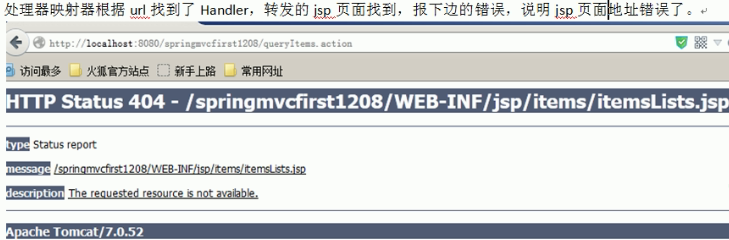 处理器映射器根据 url 找到了 Handler，转发的 jsp 页面找到，报下边的错误，说明 jsp 页面地址错误了。
http://localhost:8080/springmvcfirst1208/queryItems.action
访问最多 火狐官方站点 新手上路 常用网址
HTTP Status 404 - /springmvcfirst1208/WEB-INF/jsp/items/itemsLists.jsp
type Status report
message /springmvcfirst1208/WEB-INF/jsp/items/itemsLists.jsp
description The requested resource is not available.
Apache Tomcat/7.0.52